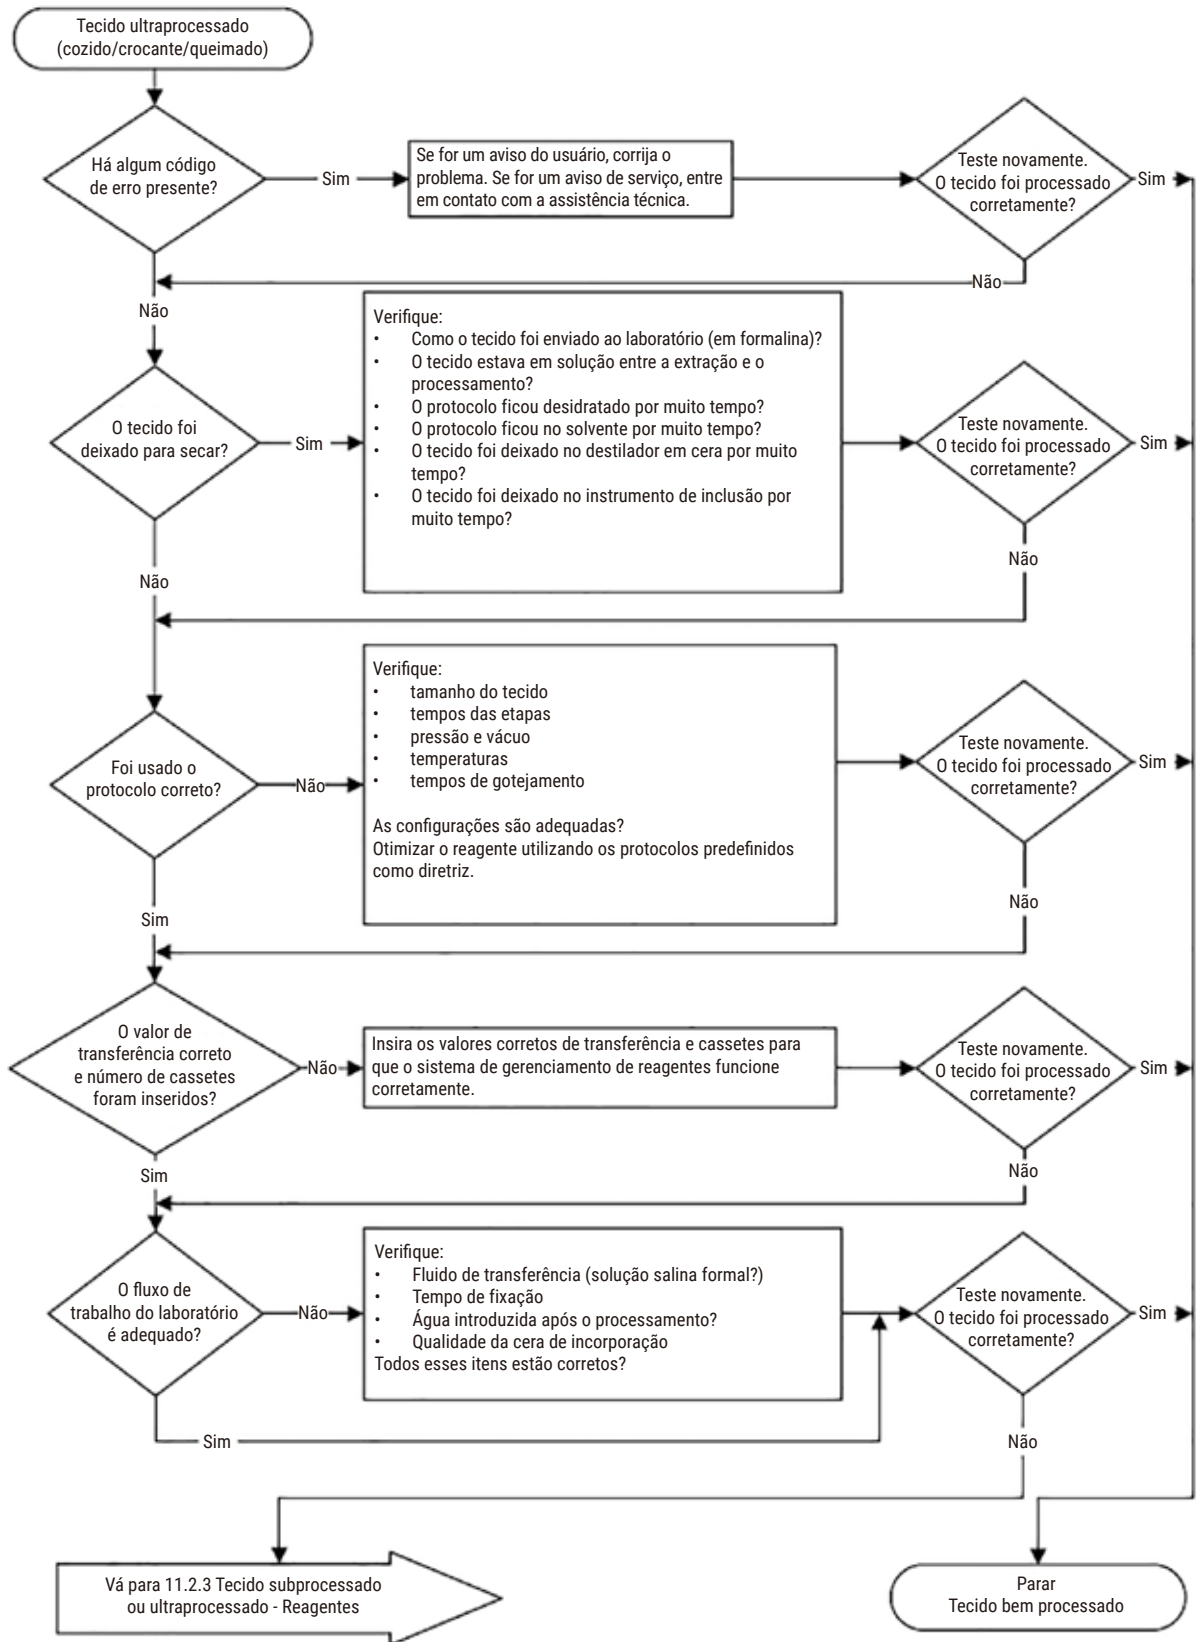 Tecido ultraprocessado
(cozido/crocante/queimado)
Há algum código
de erro presente?
Sim
Se for um aviso do usuário, corrija o
problema. Se for um aviso de serviço, entre
em contato com a assistência técnica.
Teste novamente.
O tecido foi processado
corretamente?
Sim
Não
Não
O tecido foi
deixado para secar?
Sim
Verifique:
• Como o tecido foi enviado ao laboratório (em formalina)?
• O tecido estava em solução entre a extração e o
processamento?
• O protocolo ficou desidratado por muito tempo?
• O protocolo ficou no solvente por muito tempo?
• O tecido foi deixado no destilador em cera por muito
tempo?
• O tecido foi deixado no instrumento de inclusão por
muito tempo?
Teste novamente.
O tecido foi processado
corretamente?
Sim
Não
Não
Foi usado o
protocolo correto?
Não
Verifique:
• tamanho do tecido
• tempos das etapas
• pressão e vácuo
• temperaturas
• tempos de gotejamento
As configurações são adequadas?
Otimizar o reagente utilizando os protocolos predefinidos
como diretriz.
Teste novamente.
O tecido foi processado
corretamente?
Sim
Não
Sim
O valor de
transferência correto
e número de cassetes
foram inseridos?
Não
Insira os valores corretos de transferência e cassetes para
que o sistema de gerenciamento de reagentes funcione
corretamente.
Teste novamente.
O tecido foi processado
corretamente?
Sim
Não
Sim
O fluxo de
trabalho do laboratório
é adequado?
Não
Verifique:
• Fluido de transferência (solução salina formal?)
• Tempo de fixação
• Água introduzida após o processamento?
• Qualidade da cera de incorporação
Todos esses itens estão corretos?
Teste novamente.
O tecido foi processado
corretamente?
Sim
Sim
Não
Vá para 11.2.3 Tecido subprocessado
ou ultraprocessado - Reagentes
Parar
Tecido bem processado